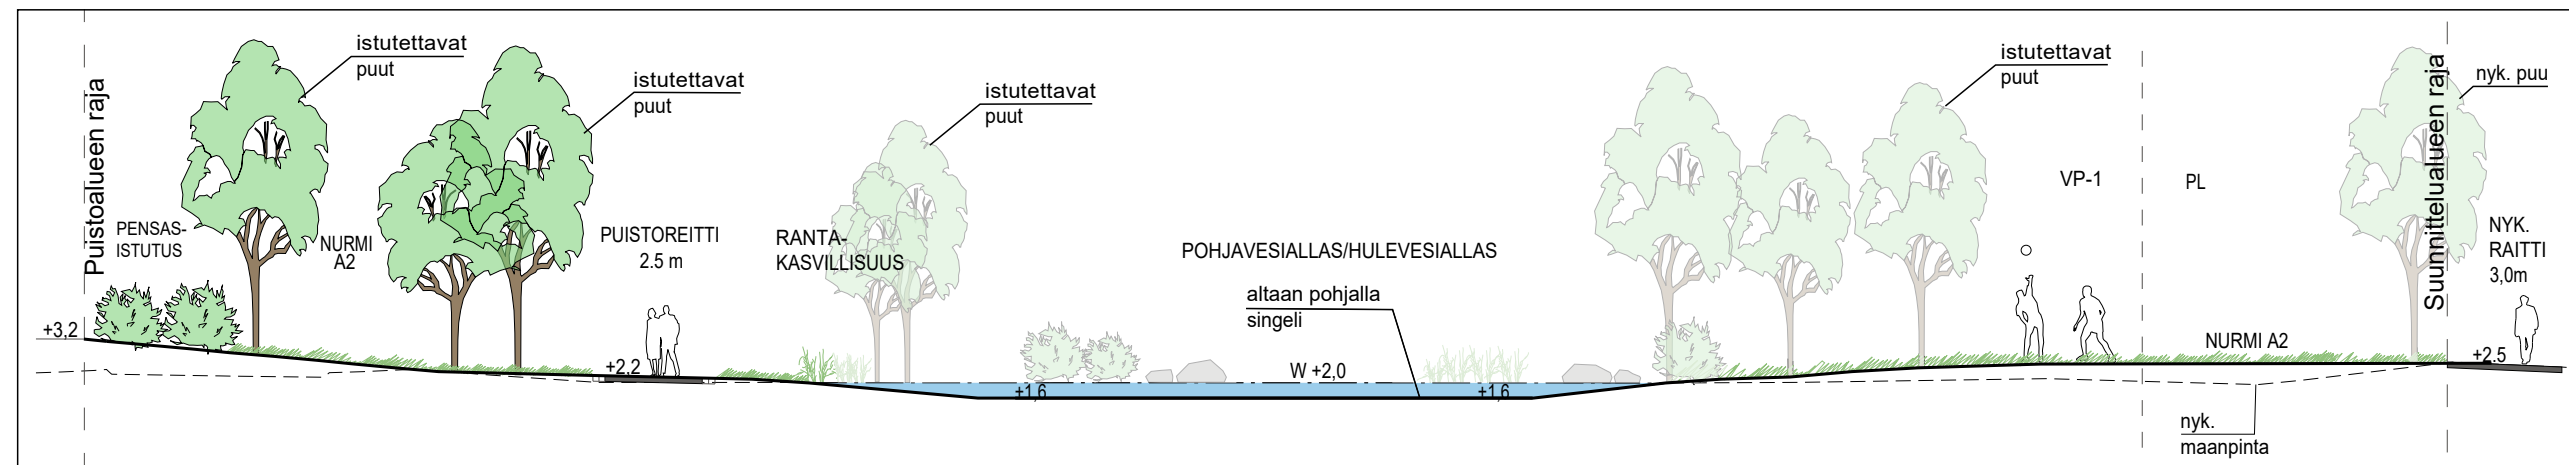 Puistoalueen raja
istutettavat
puut
istutettavat
puut
istutettavat
puut
istutettavat
puut
Suunnittelualueen raja
nyk. puu
PENSAS-
ISTUTUS
NURMI
A2
PUISTOREITTI
2.5 m
RANTA-
KASVILLISUUS
POHJAVESIALLAS/HULEVESIALLAS
altaan pohjalla
singeli
VP-1
PL
NYK.
RAITTI
3,0m
+3,2
+2,2
+1,6
W +2,0
+1,6
NURMI A2
+2,5
nyk.
maanpinta